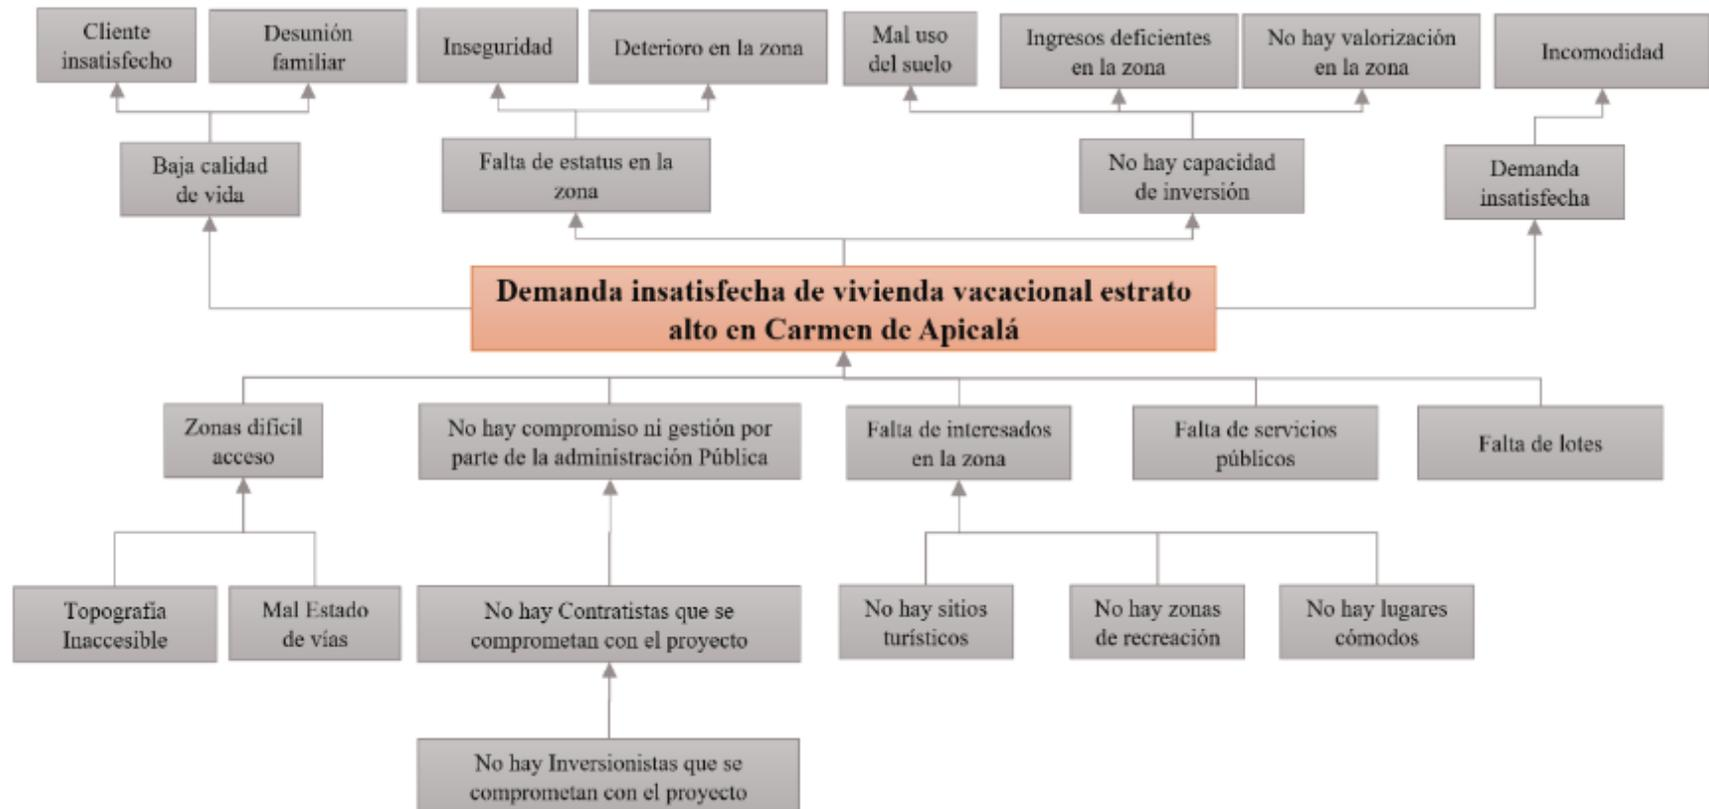 Cliente
insatisfecho
Desunión
familiar
Inseguridad
Deterioro en la zona
Mal uso
del suelo
Ingresos deficientes
en la zona
No hay valorización
en la zona
Incomodidad
Baja calidad
de vida
Falta de estatus en la
zona
No hay capacidad
de inversión
Demanda
insatisfecha
Demanda insatisfecha de vivienda vacacional estrato
alto en Carmen de Apicalá
Zonas dificil
acceso
No hay compromiso ni gestión por
parte de la administración Pública
Falta de interesados
en la zona
Falta de servicios
públicos
Falta de lotes
Topografía
Inaccesible
Mal Estado
de vías
No hay Contratistas que se
comprometan con el proyecto
No hay sitios
turísticos
No hay zonas
de recreación
No hay lugares
cómodos
No hay Inversionistas que se
comprometan con el proyecto